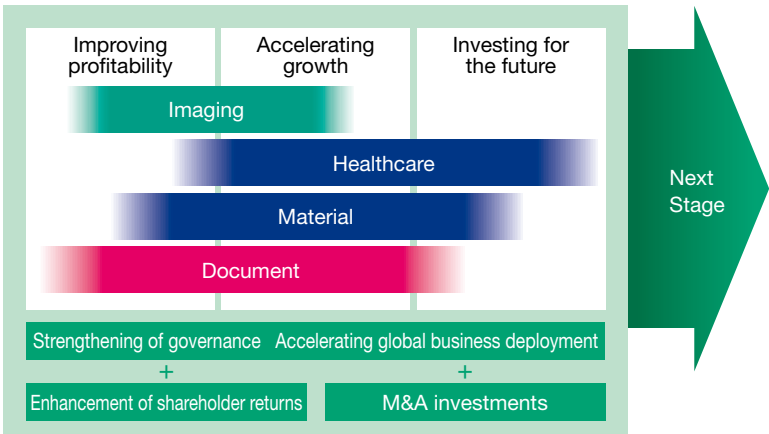 Improving
profitability
Accelerating
growth
Investing for
the future
Imaging
Healthcare
Material
Document
Next
Stage
Strengthening of governance Accelerating global business deployment
+ +
Enhancement of shareholder returns M&A investments